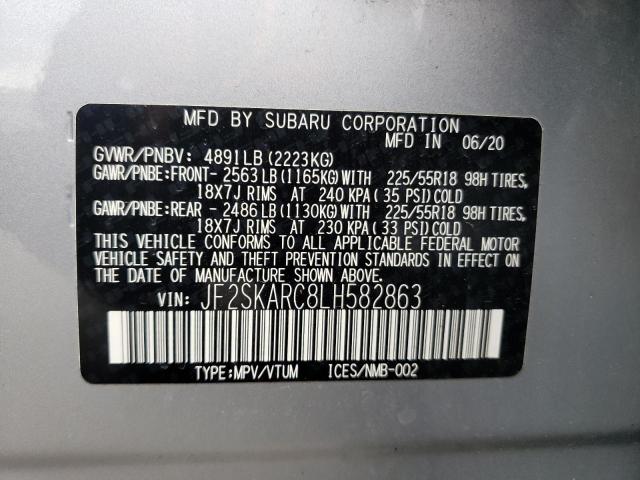 MFD BY SUBARU CORPORATION
MFD IN 06/20
GVWR/PNBV: 4891LB(2223KG)
GAWR/PNBE:FRONT- 2563LB(1165KG)WITH 225/55R18 98H TIRES,
18X7J RIMS AT 240 KPA(35 PSI)COLD
GAWR/PNBE:REAR - 2486LB(1130KG)WITH 225/55R18 98H TIRES,
18X7J RIMS AT 230 KPA(33 PSI)COLD
THIS VEHICLE CONFORMS TO ALL APPLICABLE FEDERAL MOTOR
VEHICLE SAFETY AND THEFT PREVENTION STANDARDS IN EFFECT ON
THE DATE OF MANUFACTURE SHOWN ABOVE.
VIN: JF2SKARC8LH582863
TYPE:MPV/VTUM ICES/NMB-002